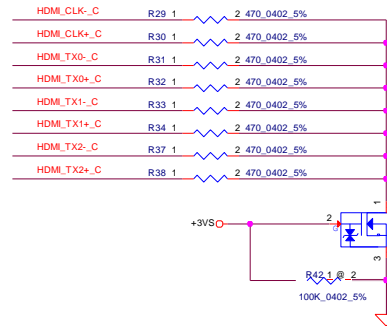 HDMI_CLK-_C R29 1 2 470_0402_5%
HDMI_CLK+_C R30 1 2 470_0402_5%
HDMI_TX0-_C R31 1 2 470_0402_5%
HDMI_TX0+_C R32 1 2 470_0402_5%
HDMI_TX1-_C R33 1 2 470_0402_5%
HDMI_TX1+_C R34 1 2 470_0402_5%
HDMI_TX2-_C R37 1 2 470_0402_5%
HDMI_TX2+_C R38 1 2 470_0402_5%
1
+3VS 2
G
3
R42 1 @ 2
100K_0402_5%